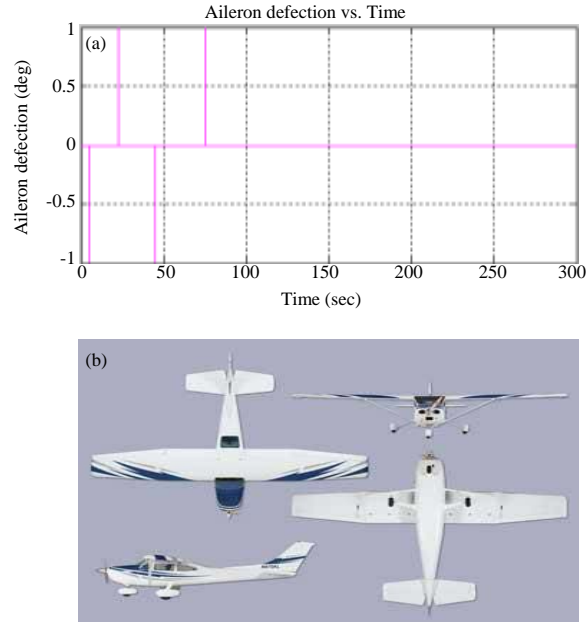 Aileron defection vs. Time
(a)
Aileron defection (deg)
1
0.5
0
-0.5
-1
0 50 100 150 200 250 300
Time (sec)
(b)